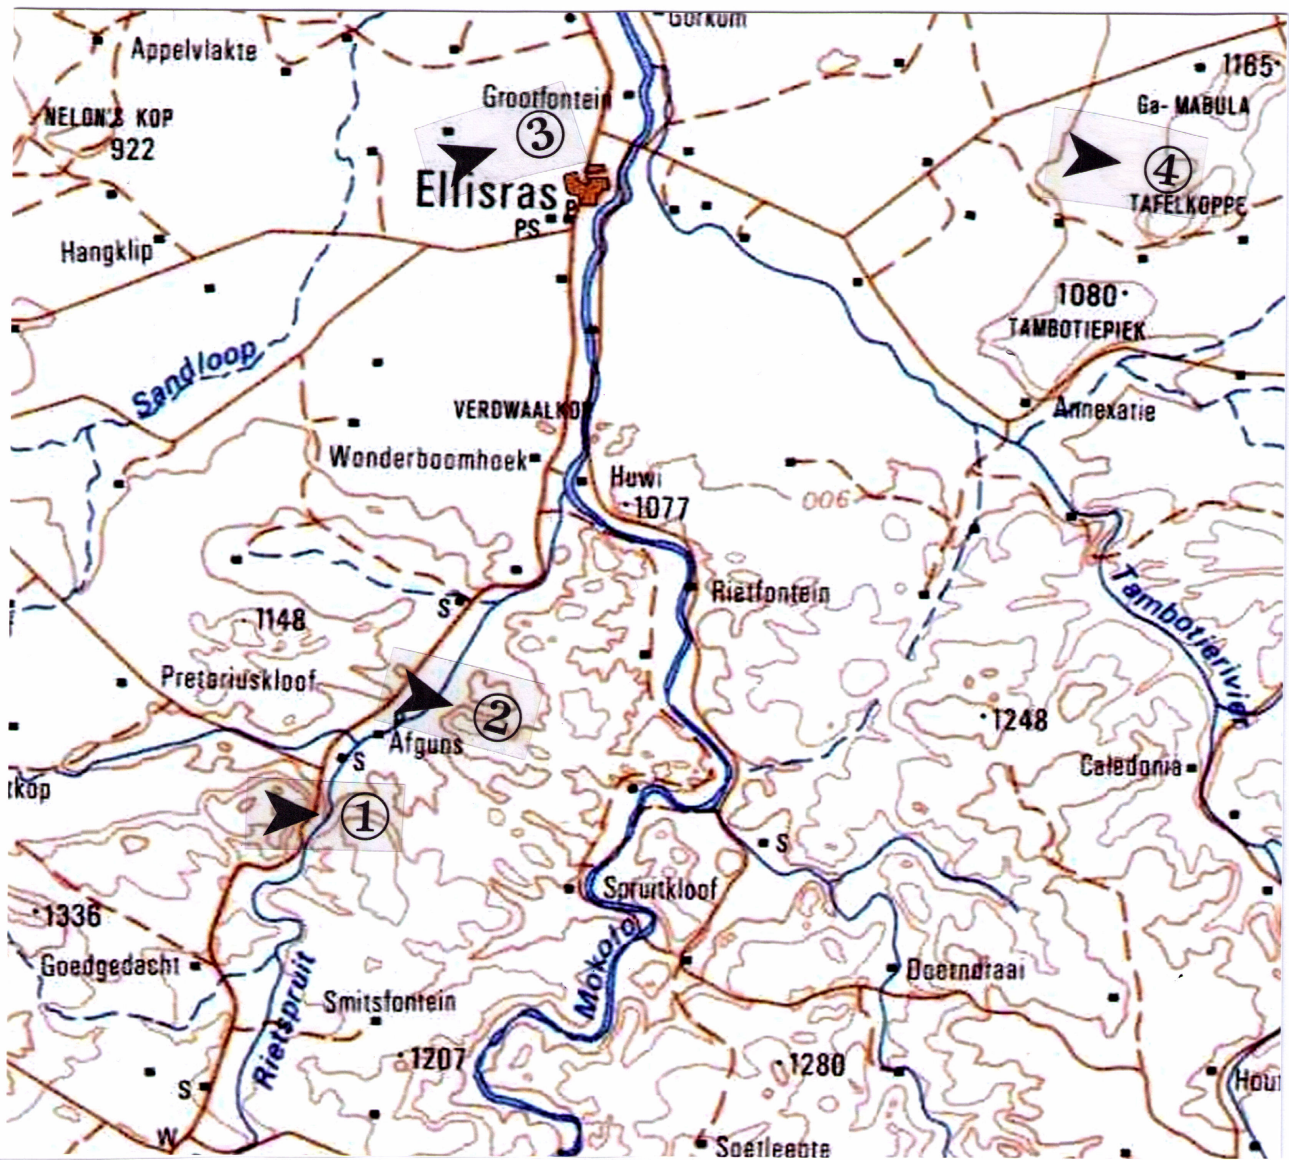 Gorkum
Appelvlakte
1165
Grootfontein
Ga-MABULA
NELON'S KOP
922
3
4
Ellisras
TAFELKOPPE
P
PS
Hangklip
1080
TAMBOTIEPIEK
Sandloop
VERDWAALKOP
Annexatie
Wonderboomhoek
Huwi
900
1077
Tambotierivier
Rietfontein
S
1148
Pretoriuskloof
2
1248
Afguns
S
Caledonia
kop
1
S
Spruitkloof
1336
Mokolo
Goedgedacht
Doorndraai
Rietspruit
Smitsfontein
1207
1280
S
Hou
W
Soetleegte